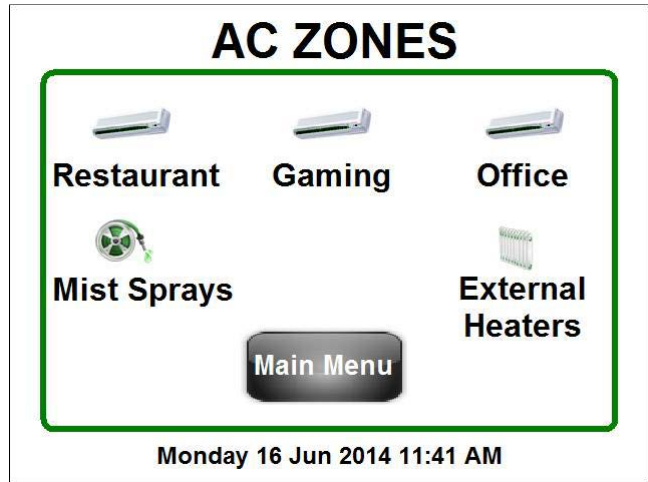 AC ZONES
Restaurant
Gaming
Office
Mist Sprays
External
Heaters
Main Menu
Monday 16 Jun 2014 11:41 AM